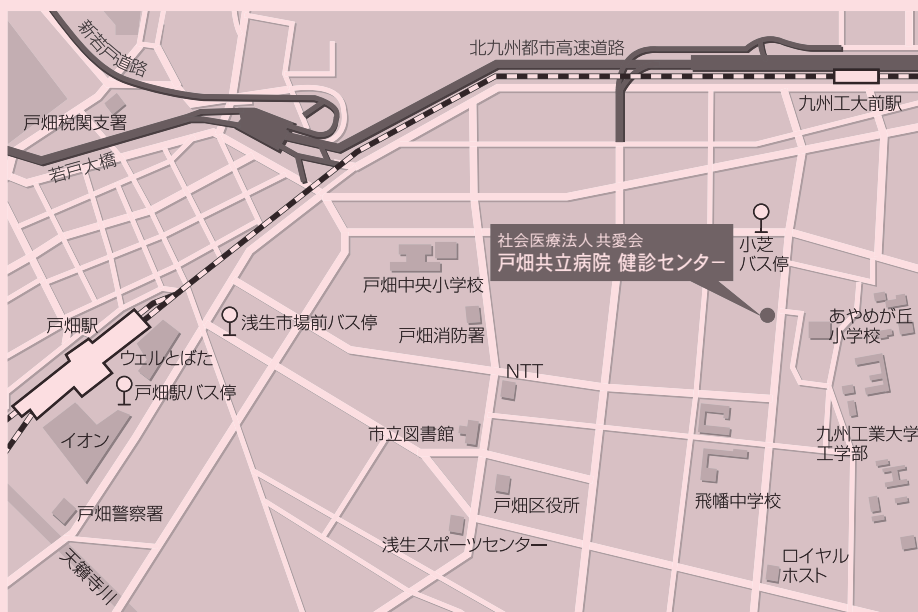 新若戸道路
北九州都市高速道路
九州工大前駅
戸畑税関支署
若戸大橋
社会医療法人 共愛会
戸畑共立病院 健診センター
小芝
バス停
戸畑中央小学校
戸畑駅
浅生市場前バス停
戸畑消防署
あやめが丘
小学校
ウェルとばた
戸畑駅バス停
NTT
イオン
市立図書館
九州工業大学
工学部
戸畑区役所
飛幡中学校
戸畑警察署
浅生スポーツセンター
ロイヤル
ホスト
天籟寺川